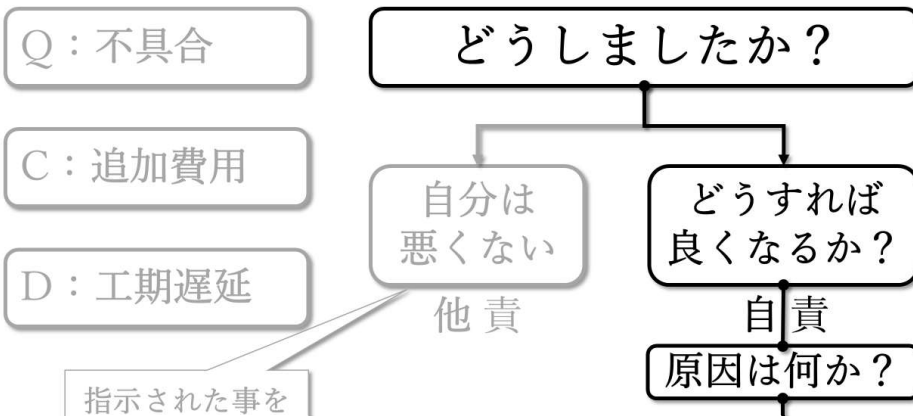 Q：不具合
C：追加費用
D：工期遅延
どうしましたか？
自分は
悪くない
他責
指示された事を
どうすれば
良くなるか？
自責
原因は何か？